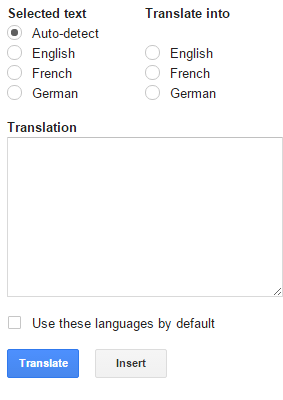 Selected text Translate into
Auto-detect
English English
French French
German German
Translation
Use these languages by default
Translate Insert